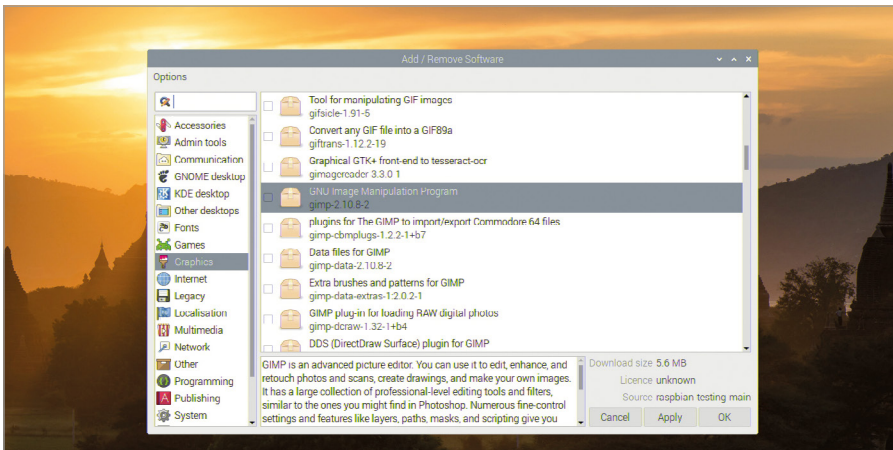 Add / Remove Software
Options
Accessories
Admin tools
Communication
GNOME desktop
KDE desktop
Other desktops
Fonts
Games
Graphics
Internet
Legacy
Localisation
Multimedia
Network
Other
Programming
Publishing
System
Tool for manipulating GIF images
gifsicle-1.91-5
Convert any GIF file into a GIF89a
giftrans-1.12.2-19
Graphical GTK+ front-end to tesseract-ocr
gimagereader 3.3.0 1
GNU Image Manipulation Program
gimp-2.10.8-2
plugins for The GIMP to import/export Commodore 64 files
gimp-cbmplugs-1.2.2-1+b7
Data files for GIMP
gimp-data-2.10.8-2
Extra brushes and patterns for GIMP
gimp-data-extras-1:2.0.2-1
GIMP plug-in for loading RAW digital photos
gimp-dcraw-1.32-1+b4
DDS (DirectDraw Surface) plugin for GIMP
GIMP is an advanced picture editor. You can use it to edit, enhance, and
retouch photos and scans, create drawings, and make your own images.
It has a large collection of professional-level editing tools and filters,
similar to the ones you might find in Photoshop. Numerous fine-control
settings and features like layers, paths, masks, and scripting give you
Download size 5.6 MB
Licence unknown
Source raspbian testing main
Cancel Apply OK